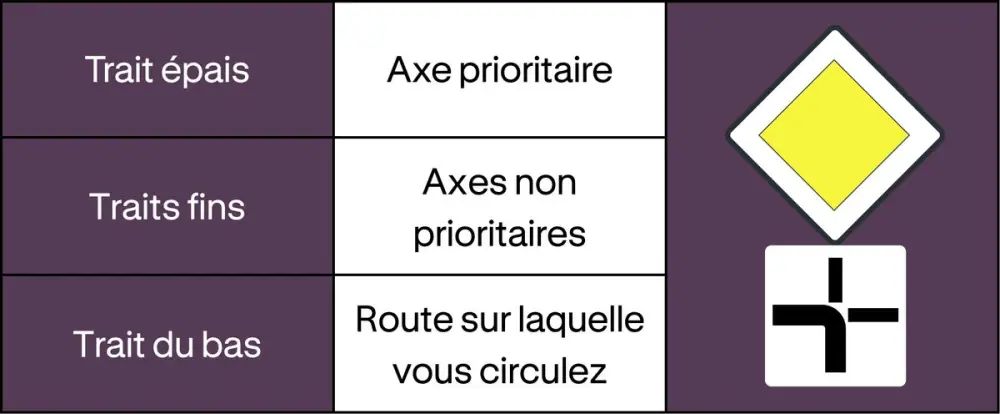 Trait épais
Axe prioritaire
Traits fins
Axes non
prioritaires
Trait du bas
Route sur laquelle
vous circulez